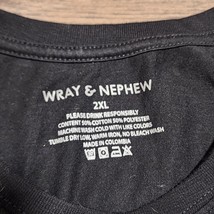 WRAY & NEPHEW
2XL
PLEASE DRINK RESPONSIBLY
CONTENT 50% COTTON 50% POLYESTER
MACHINE WASH COLD WITH LIKE COLORS
TUMBLE DRY LOW, WARM IRON, NO BLEACH WASH
MADE IN COLOMBIA